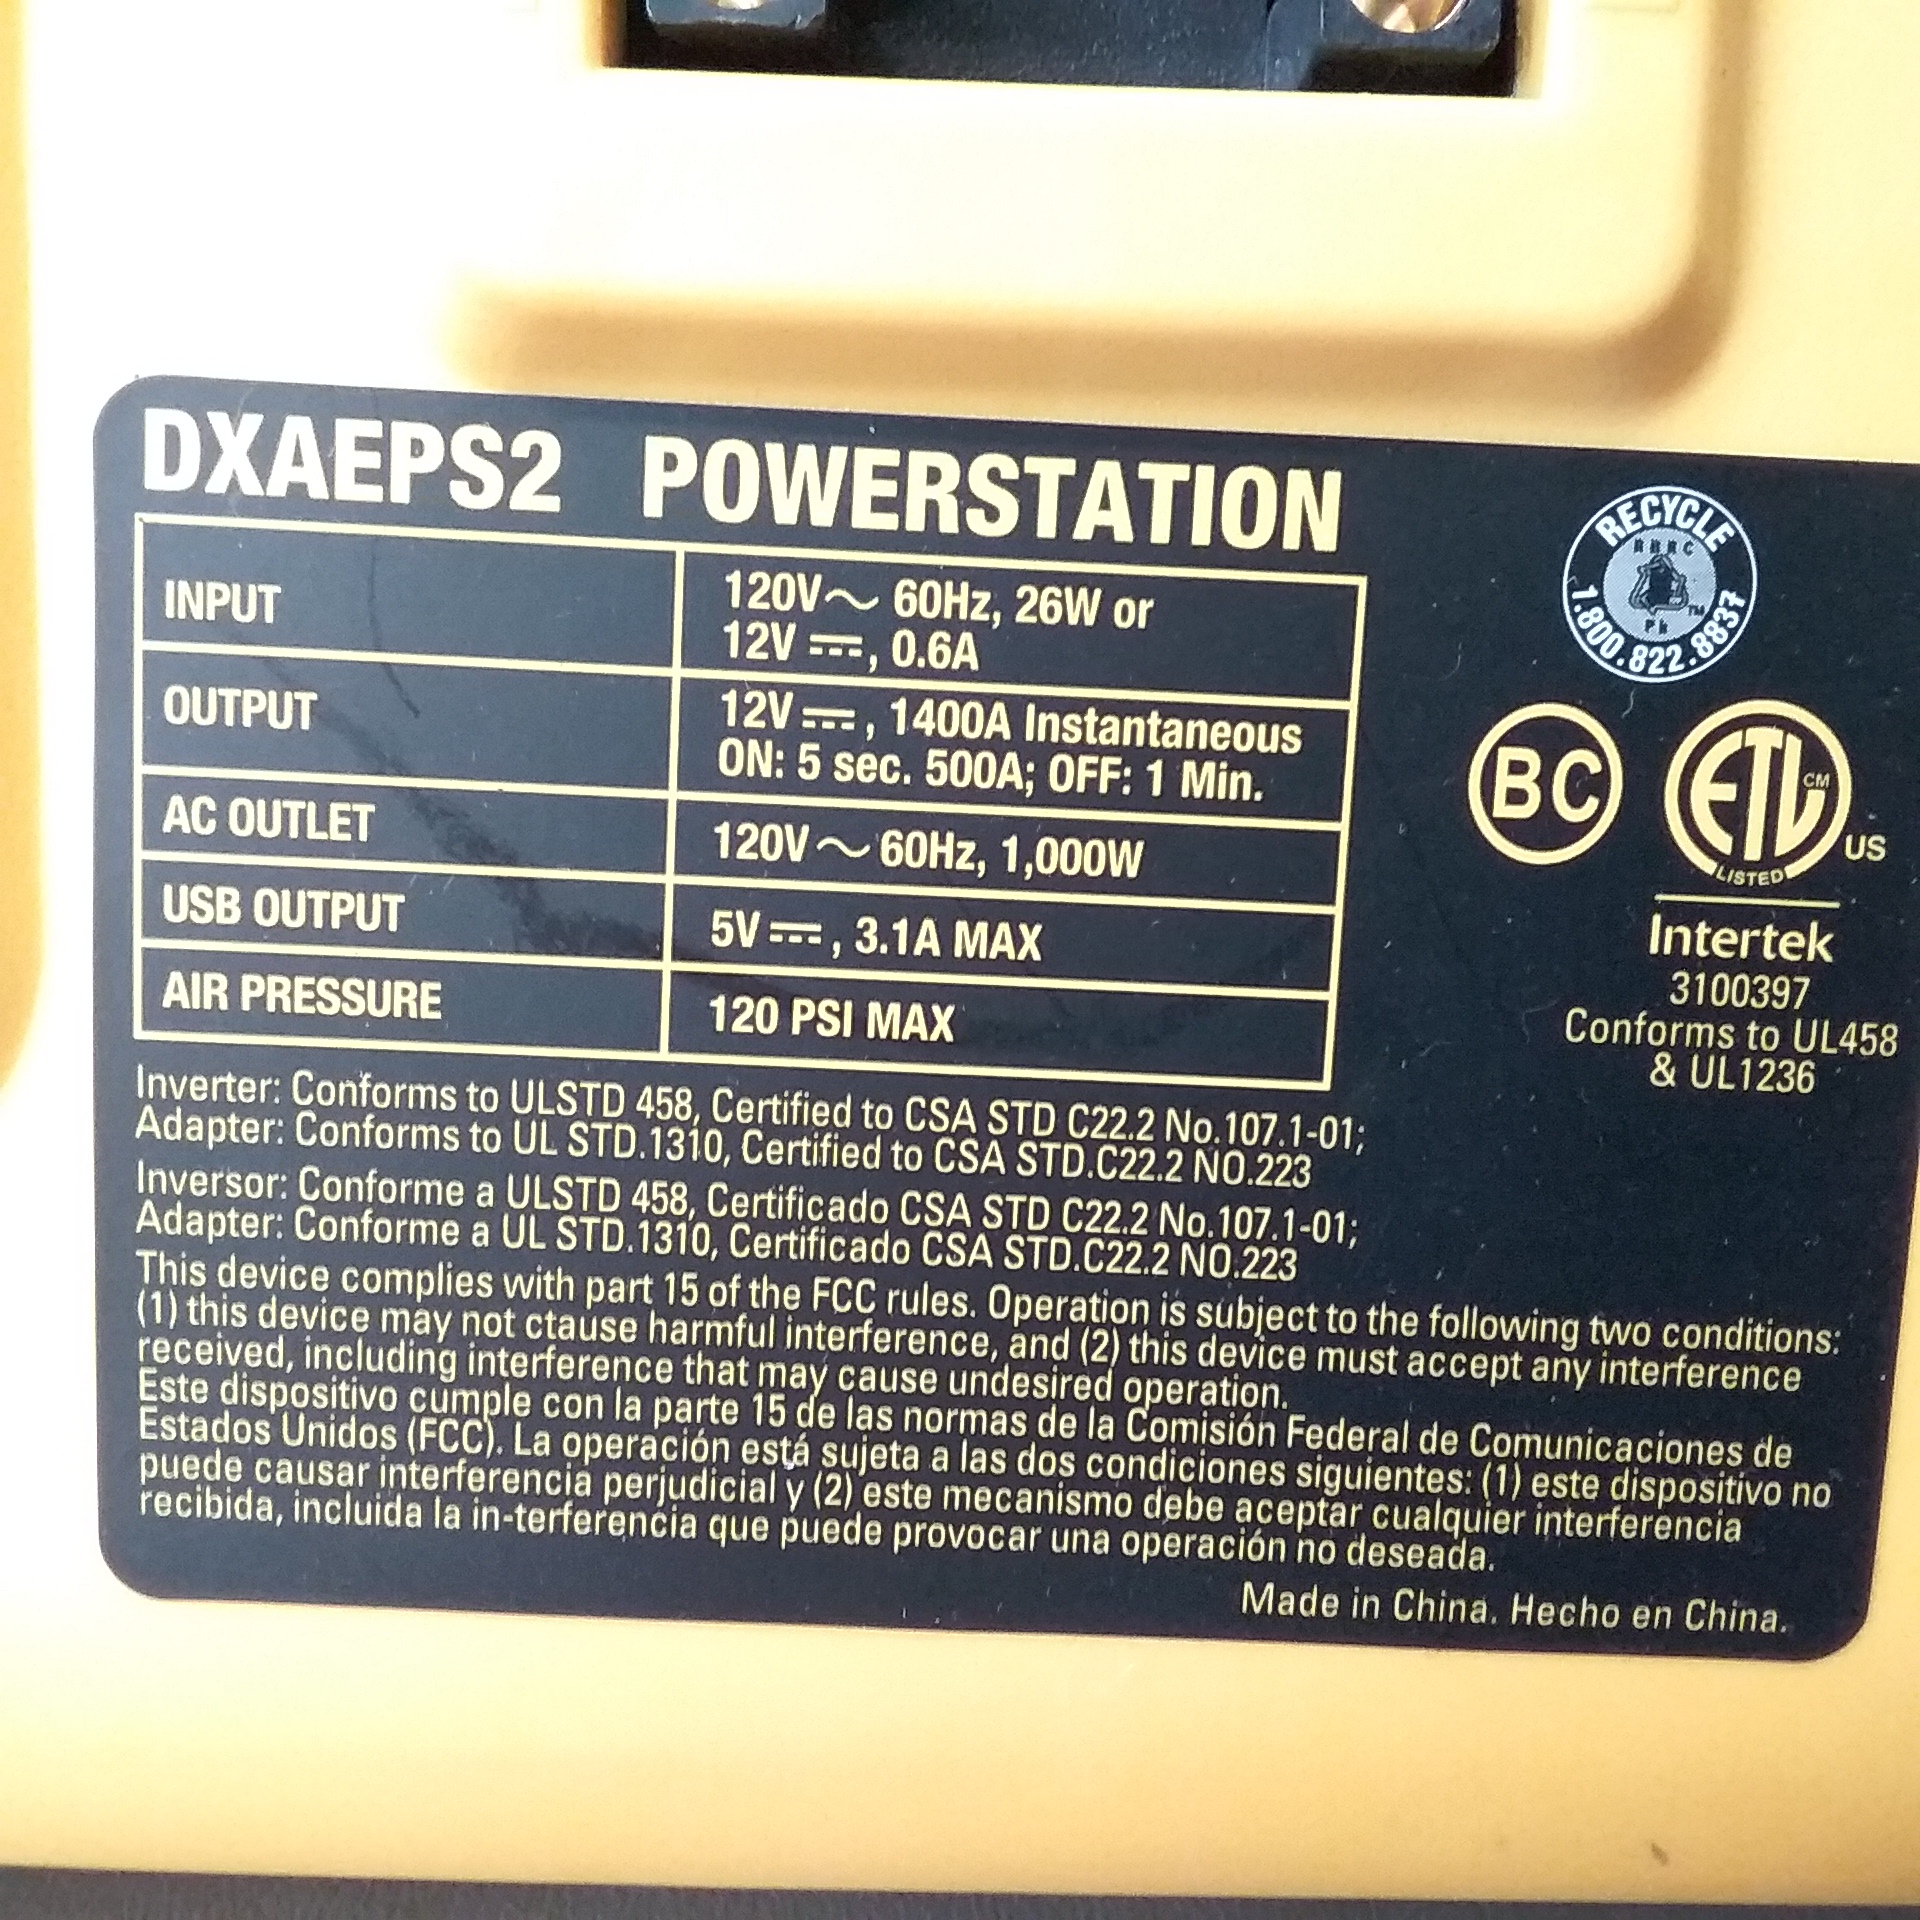 DXAEPS2 POWERSTATION
INPUT
120V～ 60Hz, 26W or
12V ⎓, 0.6A
OUTPUT
12V ⎓, 1400A Instantaneous
ON: 5 sec. 500A; OFF: 1 Min.
AC OUTLET
120V～60Hz, 1,000W
USB OUTPUT
5V ⎓, 3.1A MAX
AIR PRESSURE
120 PSI MAX
RECYCLE
RBRC
TM
Pb
1.800.822.8837
BC
ETL CM
LISTED
US
Intertek
3100397
Conforms to UL458
& UL1236
Inverter: Conforms to ULSTD 458, Certified to CSA STD C22.2 No.107.1-01;
Adapter: Conforms to UL STD.1310, Certified to CSA STD.C22.2 NO.223
Inversor: Conforme a ULSTD 458, Certificado CSA STD C22.2 No.107.1-01;
Adapter: Conforme a UL STD.1310, Certificado CSA STD.C22.2 NO.223
This device complies with part 15 of the FCC rules. Operation is subject to the following two conditions:
(1) this device may not ctause harmful interference, and (2) this device must accept any interference
received, including interference that may cause undesired operation.
Este dispositivo cumple con la parte 15 de las normas de la Comisión Federal de Comunicaciones de
Estados Unidos (FCC). La operación está sujeta a las dos condiciones siguientes: (1) este dispositivo no
puede causar interferencia perjudicial y (2) este mecanismo debe aceptar cualquier interferencia
recibida, incluida la in-terferencia que puede provocar una operación no deseada.
Made in China. Hecho en China.